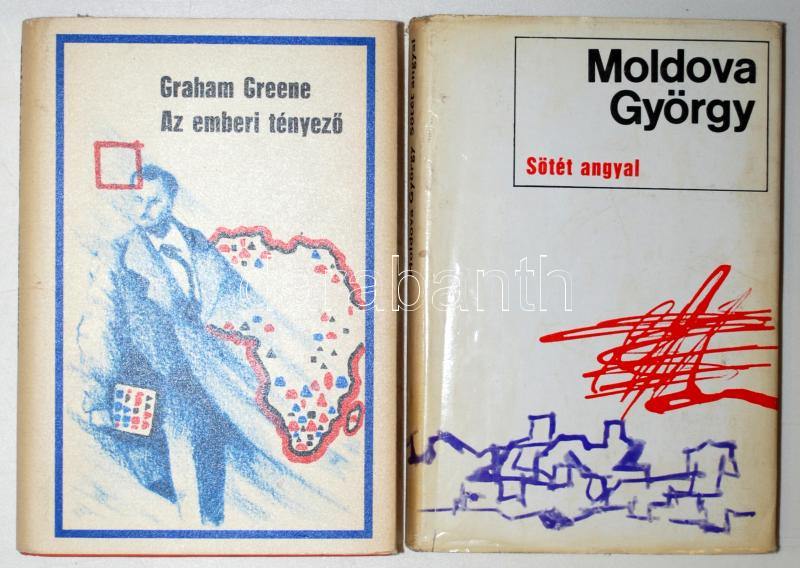 Graham Greene
Az emberi tényező
Moldova György Sötét angyal
Moldova
György
Sötét angyal
darabanth